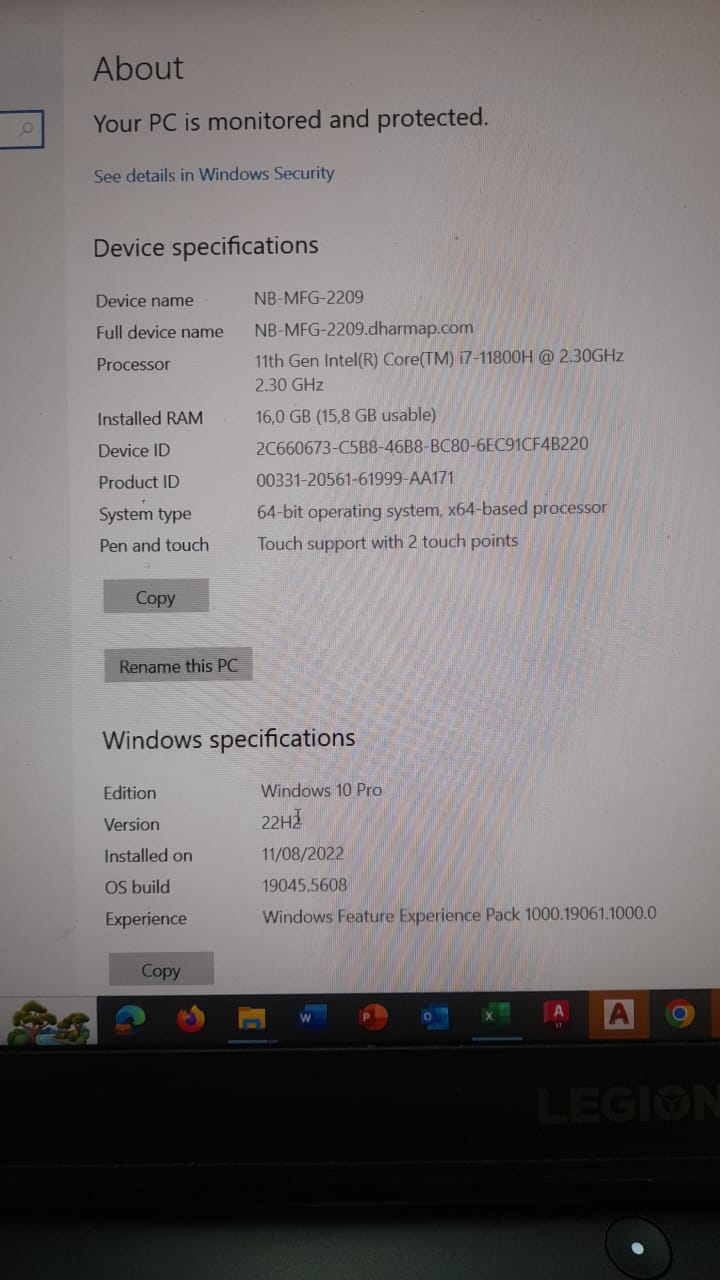 About
Your PC is monitored and protected.
See details in Windows Security
Device specifications
Device name NB-MFG-2209
Full device name NB-MFG-2209.dharmap.com
Processor 11th Gen Intel(R) Core(TM) i7-11800H @ 2.30GHz
2.30 GHz
Installed RAM 16,0 GB (15,8 GB usable)
Device ID 2C660673-C5B8-46B8-BC80-6EC91CF4B220
Product ID 00331-20561-61999-AA171
System type 64-bit operating system, x64-based processor
Pen and touch Touch support with 2 touch points
Copy
Rename this PC
Windows specifications
Edition Windows 10 Pro
Version 22H2
Installed on 11/08/2022
OS build 19045.5608
Experience Windows Feature Experience Pack 1000.19061.1000.0
Copy
W P O X A A
LEGION